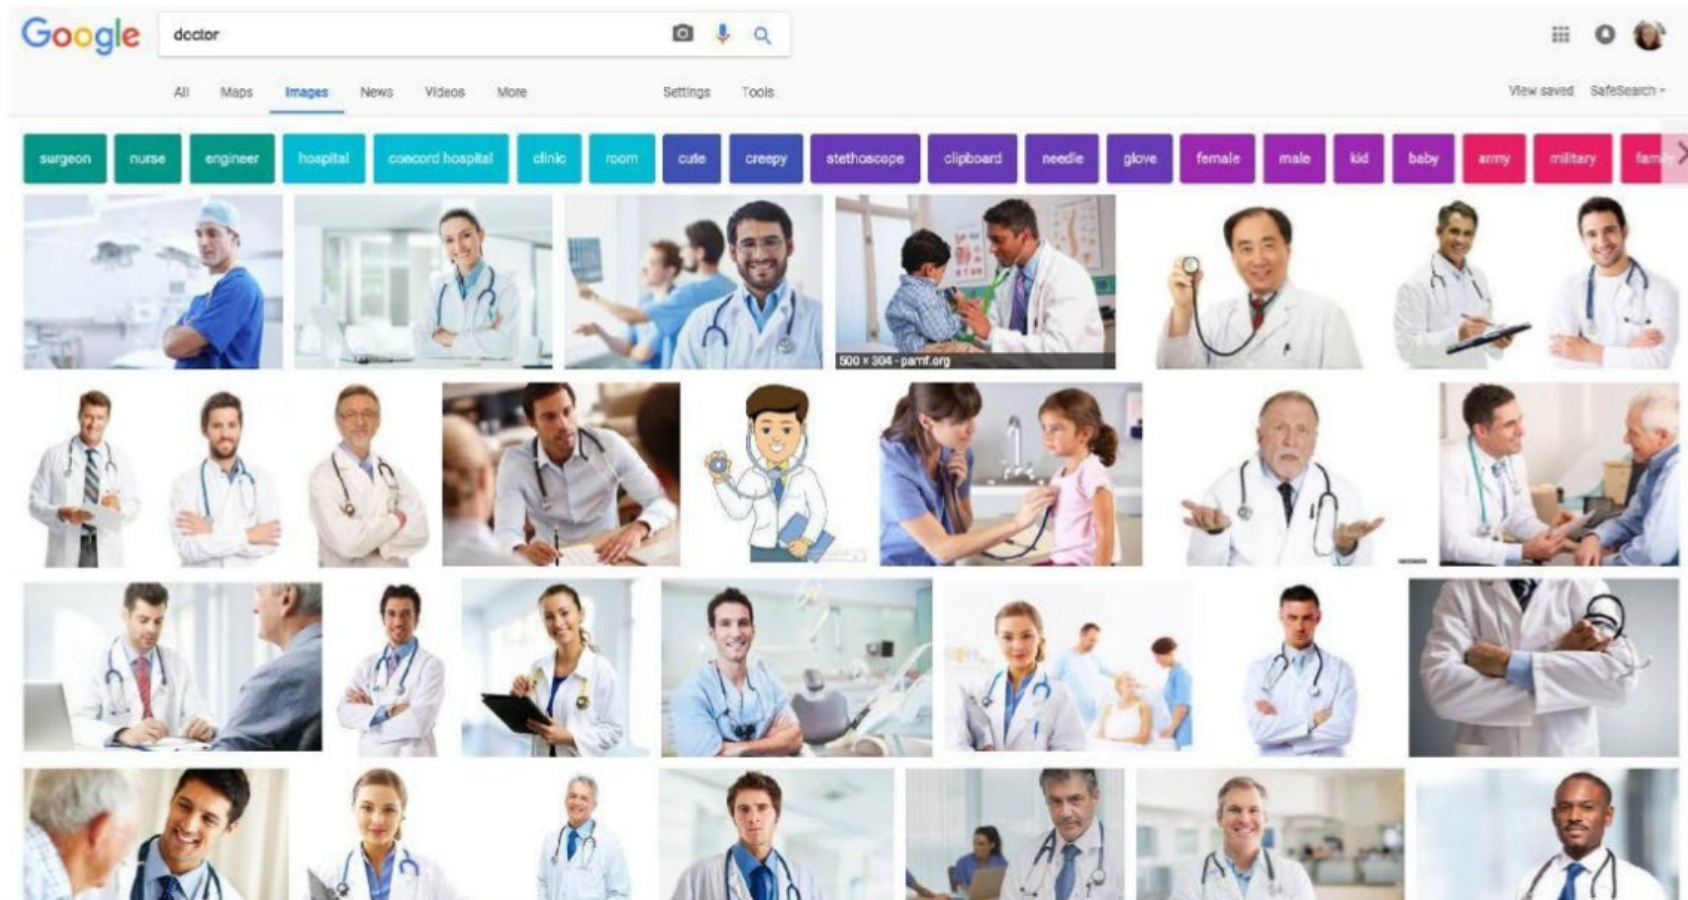 Google doctor
All Maps Images News Videos More Settings Tools View saved SafeSearch
surgeon nurse engineer hospital concord hospital clinic room cute creepy stethoscope clipboard needle glove female male kid baby army military family
500 × 304 - pamf.org